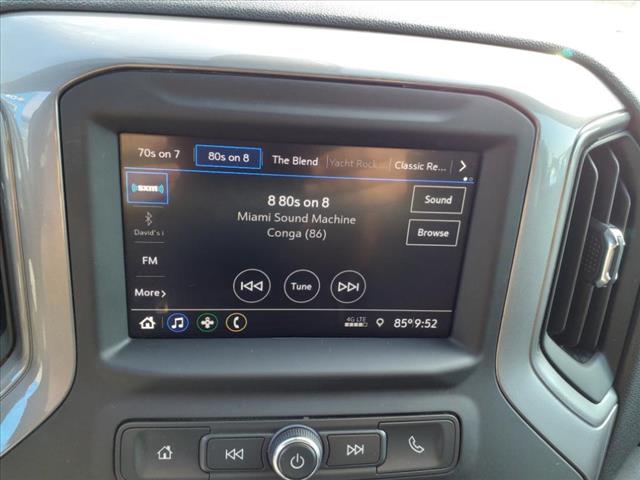 70s on 7 80s on 8 The Blend Yacht Rock Classic Re...
sxm
8 80s on 8
Sound
Miami Sound Machine
David's i
Conga (86)
Browse
FM
More
Tune
4G LTE
85° 9:52